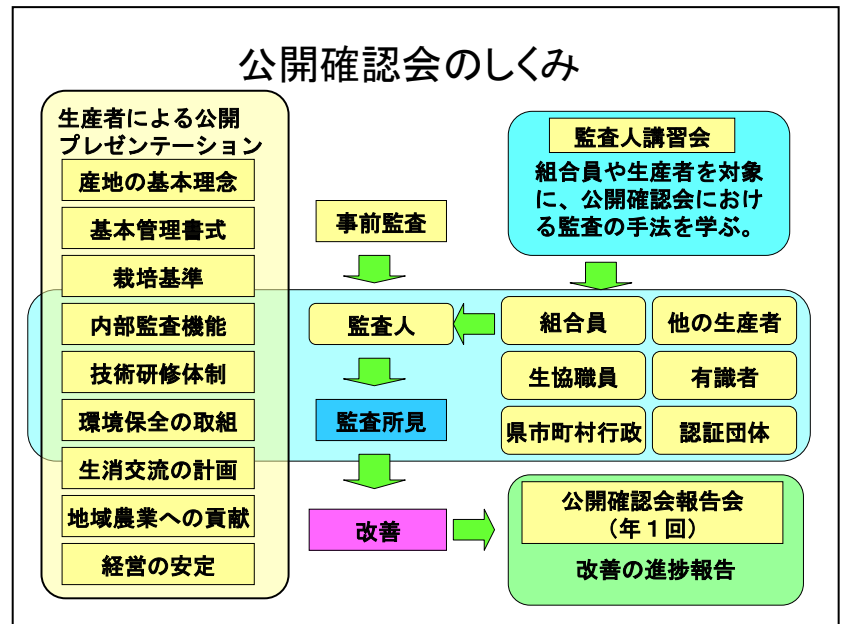 公開確認会のしくみ
生産者による公開
プレゼンテーション
産地の基本理念
基本管理書式
栽培基準
内部監査機能
技術研修体制
環境保全の取組
生消交流の計画
地域農業への貢献
経営の安定
事前監査
監査人
監査所見
改善
監査人講習会
組合員や生産者を対象
に、公開確認会におけ
る監査の手法を学ぶ。
組合員
他の生産者
生協職員
有識者
県市町村行政
認証団体
公開確認会報告会
(年1回)
改善の進捗報告